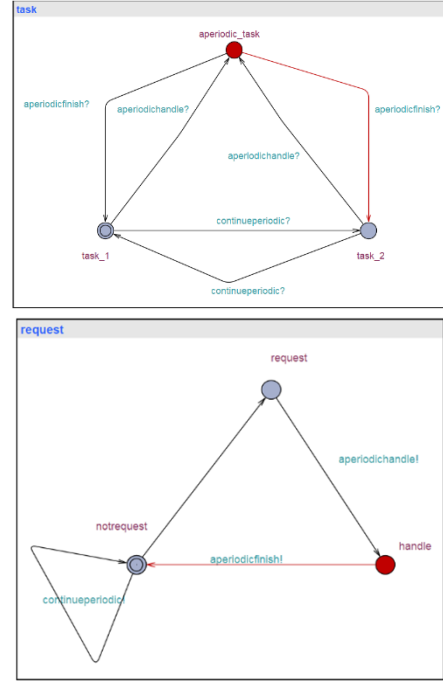 task
aperiodic_task
aperiodicfinish?
aperiodichandle?
aperiodicfinish?
aperiodichandle?
continueperiodic?
task_1
task_2
continueperiodic?
request
request
aperiodichandle!
notrequest
handle
aperiodicfinish!
continueperiodic!